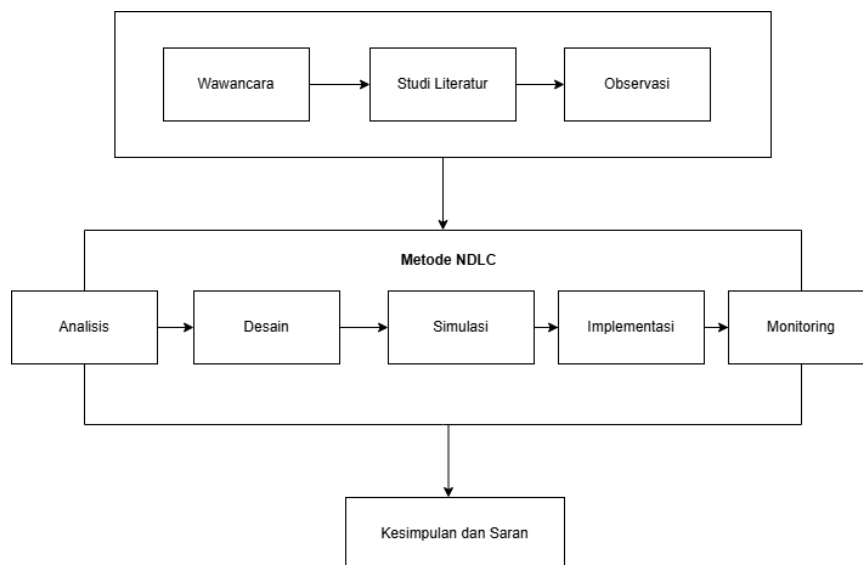 Wawancara
Studi Literatur
Observasi
Metode NDLC
Analisis
Desain
Simulasi
Implementasi
Monitoring
Kesimpulan dan Saran